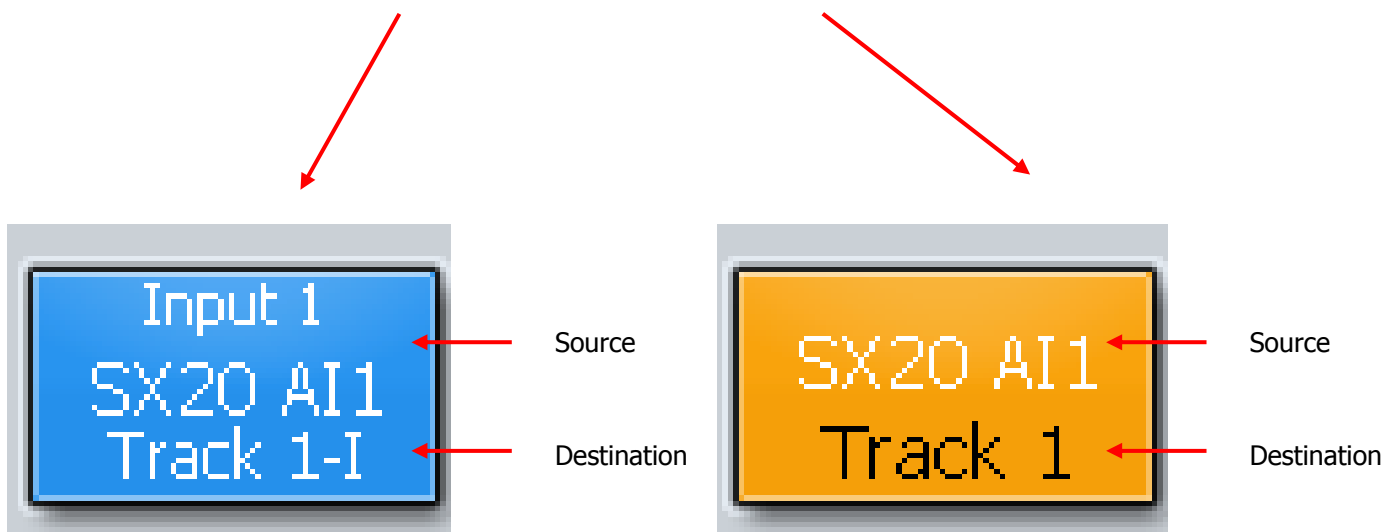 Input 1
SX20 AI1
Track 1-I
Source
Destination
SX20 AI1
Track 1
Source
Destination